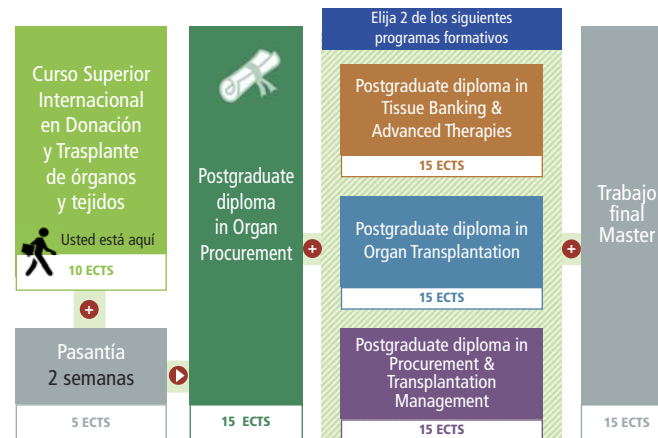 Curso Superior
Internacional
en Donación
y Trasplante
de órganos
y tejidos
Usted está aquí
10 ECTS
Pasantía
2 semanas
5 ECTS
Postgraduate
diploma
in Organ
Procurement
15 ECTS
Elija 2 de los siguientes
programas formativos
Postgraduate diploma in
Tissue Banking &
Advanced Therapies
15 ECTS
Postgraduate diploma in
Organ Transplantation
15 ECTS
Postgraduate diploma in
Procurement &
Transplantation
Management
15 ECTS
Trabajo
final
Master
15 ECTS